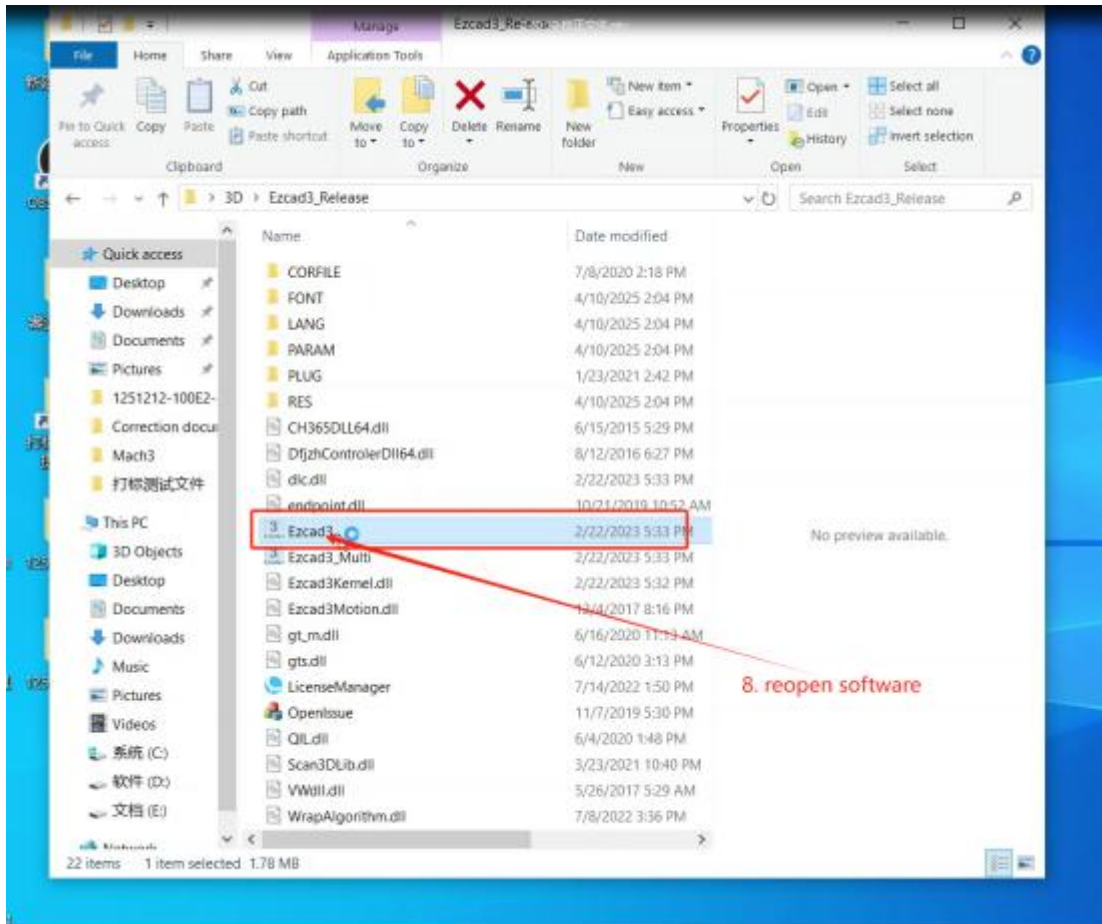 Manage
Ezcad3_Release
File
Home
Share
View
Application Tools
Pin to Quick access
Copy
Paste
Cut
Copy path
Paste shortcut
Move to
Copy to
Delete
Rename
New folder
New item
Easy access
Properties
Open
Edit
History
Select all
Select none
Invert selection
Clipboard
Organize
New
Open
Select
3D > Ezcad3_Release
Search Ezcad3_Release
Name
Date modified
Quick access
Desktop
Downloads
Documents
Pictures
1251212-100E2-
Correction docu
Mach3
打标测试文件
This PC
3D Objects
Desktop
Documents
Downloads
Music
Pictures
Videos
系统 (C:)
软件 (D:)
文档 (E:)
Network
CORFILE 7/8/2020 2:18 PM
FONT 4/10/2025 2:04 PM
LANG 4/10/2025 2:04 PM
PARAM 4/10/2025 2:04 PM
PLUG 1/23/2021 2:42 PM
RES 4/10/2025 2:04 PM
CH365DLL64.dll 6/15/2015 5:29 PM
DfjzhControlerDll64.dll 8/12/2016 6:27 PM
dlc.dll 2/22/2023 5:33 PM
endpoint.dll 10/21/2019 10:52 AM
Ezcad3 2/22/2023 5:33 PM
Ezcad3_Multi 2/22/2023 5:33 PM
Ezcad3Kernel.dll 2/22/2023 5:32 PM
Ezcad3Motion.dll 12/4/2017 8:16 PM
gt_m.dll 6/16/2020 11:13 AM
gts.dll 6/12/2020 3:13 PM
LicenseManager 7/14/2022 1:50 PM
OpenIssue 11/7/2019 5:30 PM
QIL.dll 6/4/2020 1:48 PM
Scan3DLib.dll 3/23/2021 10:40 PM
VWdll.dll 5/26/2017 5:29 AM
WrapAlgorithm.dll 7/8/2022 3:36 PM
No preview available.
8. reopen software
22 items
1 item selected 1.78 MB